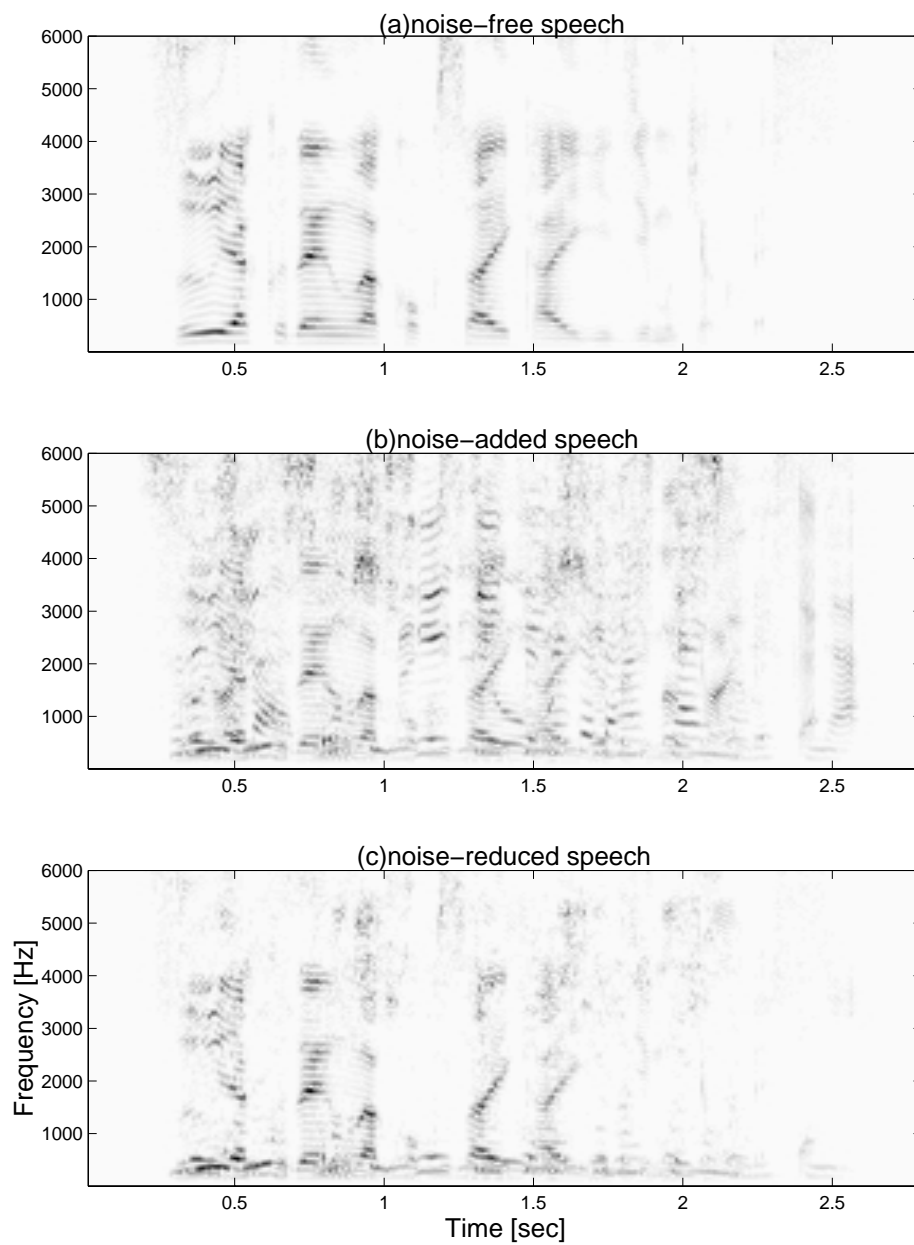 (a)noise−free speech
6000
5000
4000
3000
2000
1000
0.5 1 1.5 2 2.5
(b)noise−added speech
6000
5000
4000
3000
2000
1000
0.5 1 1.5 2 2.5
(c)noise−reduced speech
6000
5000
4000
3000
2000
1000
Frequency [Hz]
0.5 1 1.5 2 2.5
Time [sec]